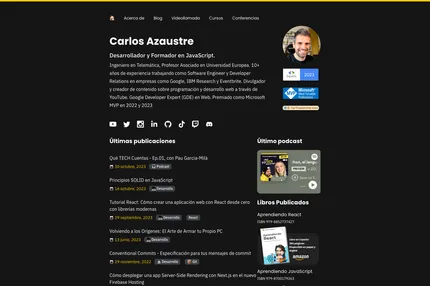 Acerca de Blog Videollamada Cursos Conferencias
Carlos Azaustre
Desarrollador y Formador en JavaScript.
Ingeniero en Telemática, Profesor Asociado en Universidad Europea. 10+
años de experiencia trabajando como Software Engineer y Developer
Relations en empresas como Google, IBM Research y Eventbrite. Divulgador
y creador de contenido sobre programación y desarrollo web a través de
YouTube. Google Developer Expert (GDE) en Web. Premiado como Microsoft
MVP en 2022 y 2023
2023
Microsoft
Últimas publicaciones
Qué TECH Cuentas - Ep.01, con Pau Garcia-Milà
30 octubre, 2023 Podcast
Principios SOLID en JavaScript
16 octubre, 2023 Desarrollo
Tutorial React: Cómo crear una aplicación web con React desde cero
con librerías modernas
29 septiembre, 2023 Desarrollo React
Volviendo a los Orígenes: El Arte de Armar tu Propio PC
13 junio, 2023 Desarrollo
Conventional Commits - Especificación para tus mensajes de commit
29 noviembre, 2022 Desarrollo Git
Cómo desplegar una app Server-Side Rendering con Next.js en el nuevo
Firebase Hosting
Último podcast
Libros Publicados
Aprendiendo React
amazon
Aprendiendo JavaScript